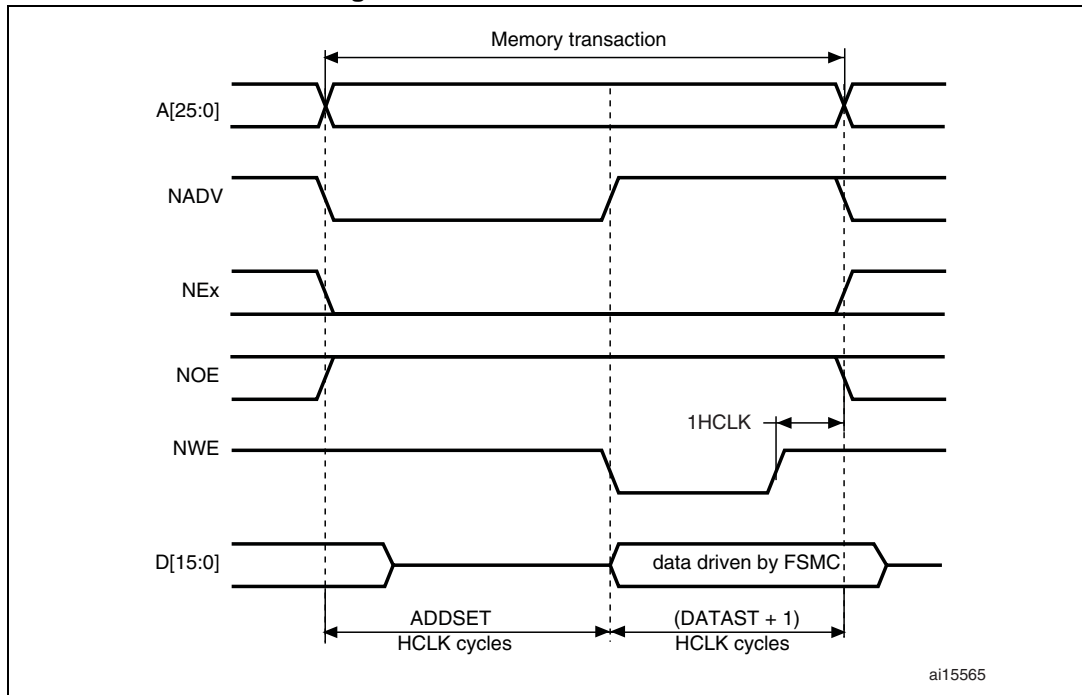 Memory transaction
A[25:0]
NADV
NEx
NOE
1HCLK
NWE
D[15:0]
data driven by FSMC
ADDSET
HCLK cycles
(DATAST + 1)
HCLK cycles
ai15565